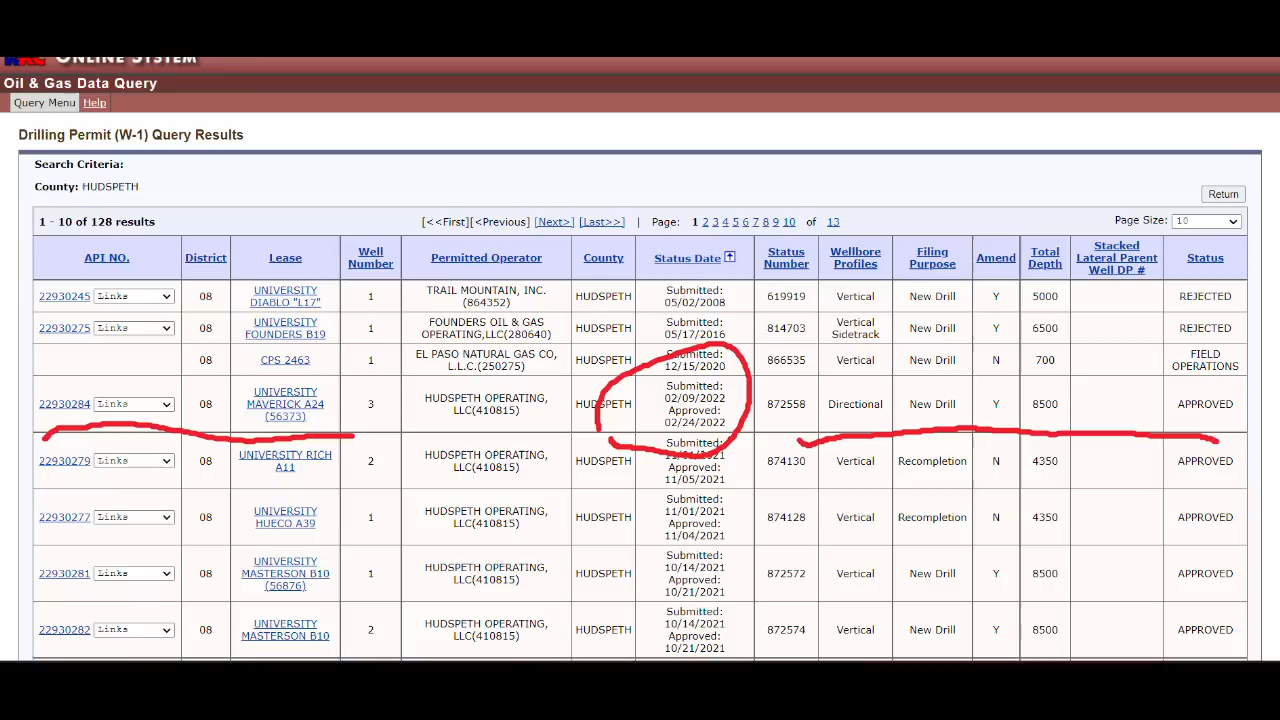 ONLINE SYSTEM
Oil & Gas Data Query
Query Menu Help
Drilling Permit (W-1) Query Results
Search Criteria:
County: HUDSPETH
Return
1 - 10 of 128 results [<<First][<Previous] [Next>] [Last>>] | Page: 1 2 3 4 5 6 7 8 9 10 of 13 Page Size: 10
API NO. District Lease Well Number Permitted Operator County Status Date Status Number Wellbore Profiles Filing Purpose Amend Total Depth Stacked Lateral Parent Well DP # Status
22930245 Links 08 UNIVERSITY DIABLO "L17" 1 TRAIL MOUNTAIN, INC. (864352) HUDSPETH Submitted: 05/02/2008 619919 Vertical New Drill Y 5000 REJECTED
22930275 Links 08 UNIVERSITY FOUNDERS B19 1 FOUNDERS OIL & GAS OPERATING,LLC(280640) HUDSPETH Submitted: 05/17/2016 814703 Vertical Sidetrack New Drill Y 6500 REJECTED
08 CPS 2463 1 EL PASO NATURAL GAS CO, L.L.C.(250275) HUDSPETH Submitted: 12/15/2020 866535 Vertical New Drill N 700 FIELD OPERATIONS
22930284 Links 08 UNIVERSITY MAVERICK A24 (56373) 3 HUDSPETH OPERATING, LLC(410815) HUDSPETH Submitted: 02/09/2022 Approved: 02/24/2022 872558 Directional New Drill Y 8500 APPROVED
22930279 Links 08 UNIVERSITY RICH A11 2 HUDSPETH OPERATING, LLC(410815) HUDSPETH Submitted: 11/01/2021 Approved: 11/05/2021 874130 Vertical Recompletion N 4350 APPROVED
22930277 Links 08 UNIVERSITY HUECO A39 1 HUDSPETH OPERATING, LLC(410815) HUDSPETH Submitted: 11/01/2021 Approved: 11/04/2021 874128 Vertical Recompletion N 4350 APPROVED
22930281 Links 08 UNIVERSITY MASTERSON B10 (56876) 1 HUDSPETH OPERATING, LLC(410815) HUDSPETH Submitted: 10/14/2021 Approved: 10/21/2021 872572 Vertical New Drill Y 8500 APPROVED
22930282 Links 08 UNIVERSITY MASTERSON B10 2 HUDSPETH OPERATING, LLC(410815) HUDSPETH Submitted: 10/14/2021 Approved: 10/21/2021 872574 Vertical New Drill Y 8500 APPROVED